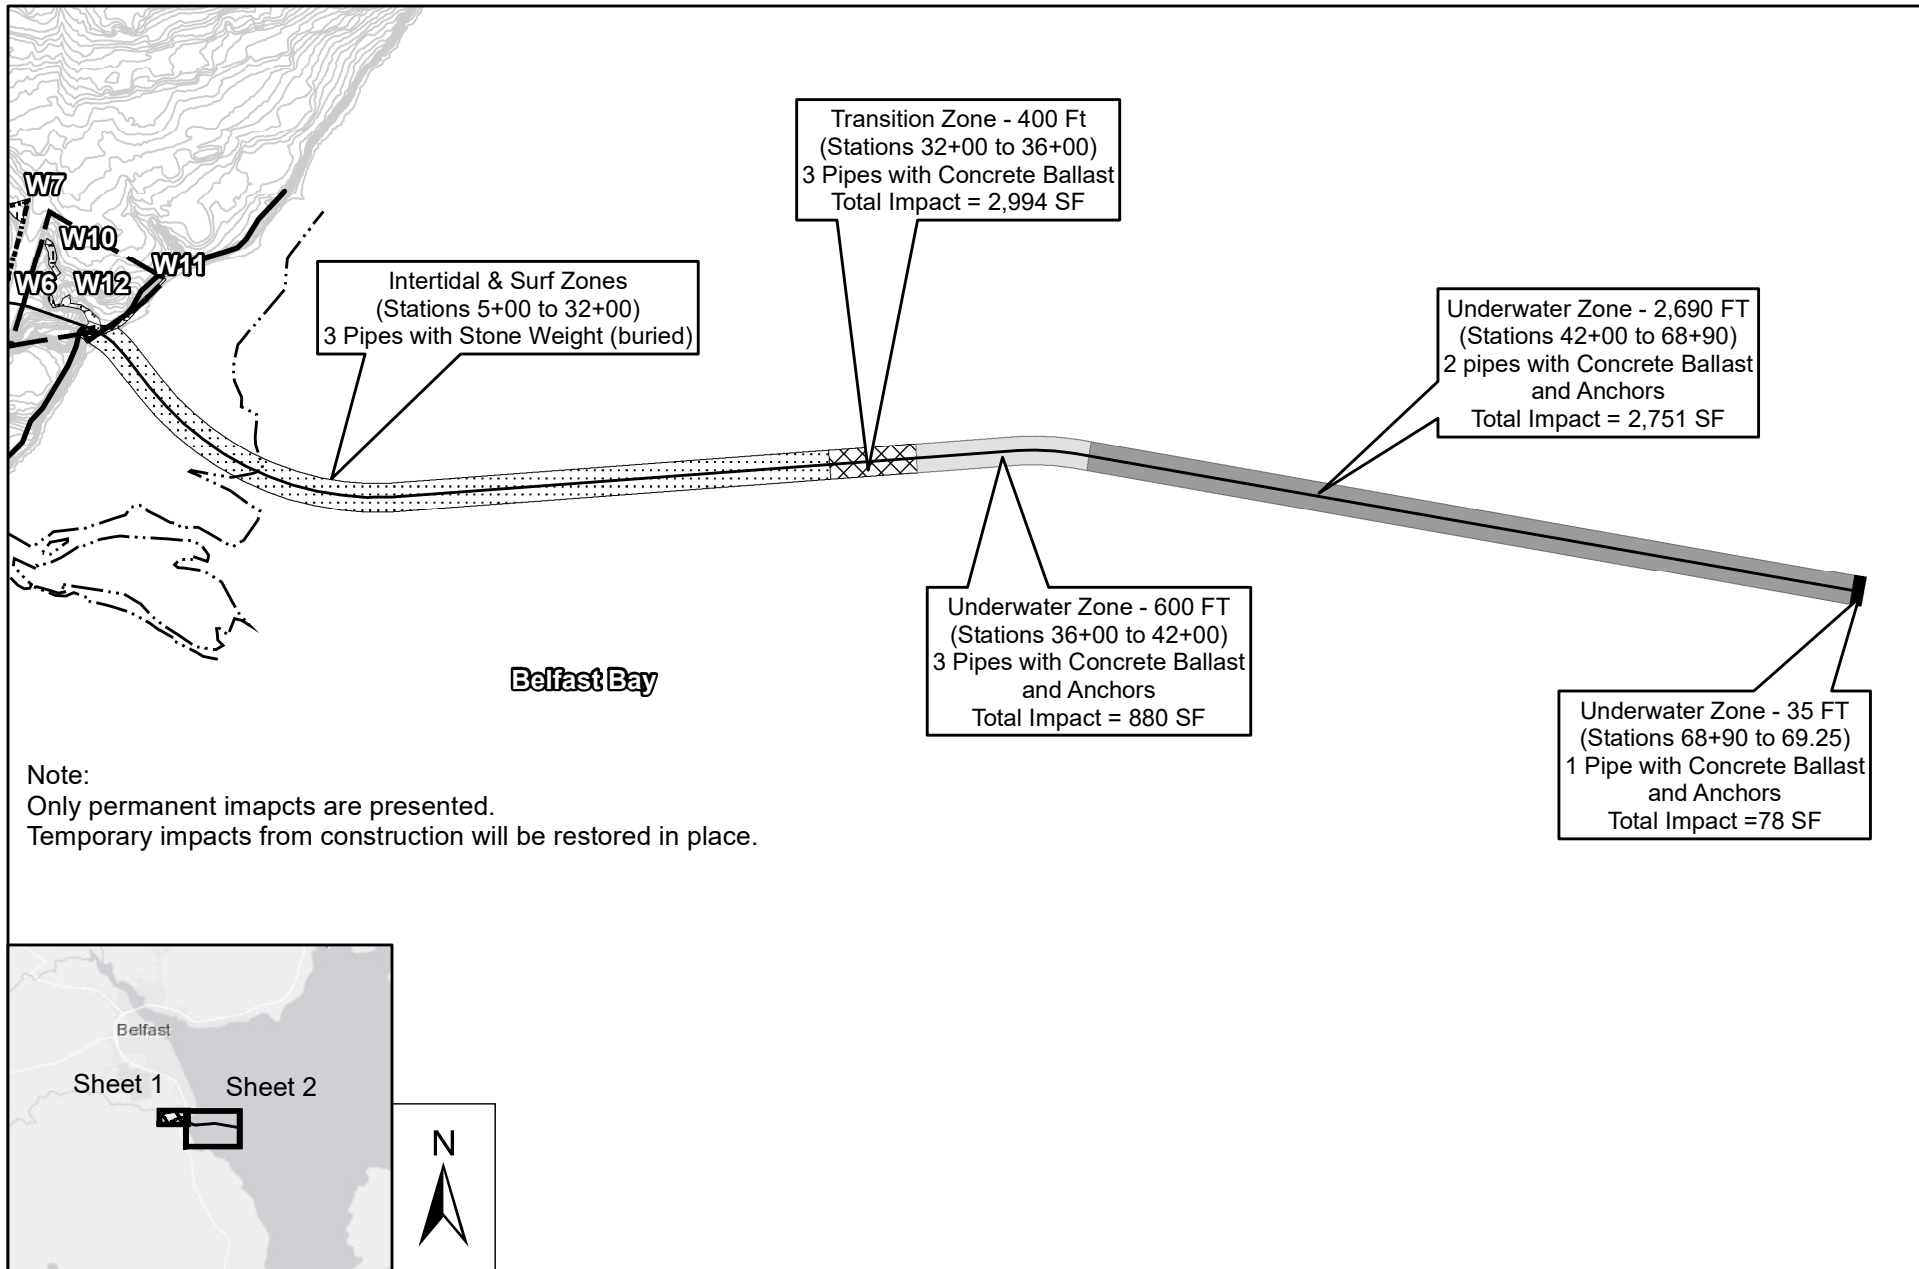 Transition Zone - 400 Ft
(Stations 32+00 to 36+00)
3 Pipes with Concrete Ballast
Total Impact = 2,994 SF
W7
W10
W11
W6
W12
Intertidal & Surf Zones
(Stations 5+00 to 32+00)
3 Pipes with Stone Weight (buried)
Underwater Zone - 2,690 FT
(Stations 42+00 to 68+90)
2 pipes with Concrete Ballast
and Anchors
Total Impact = 2,751 SF
Underwater Zone - 600 FT
(Stations 36+00 to 42+00)
3 Pipes with Concrete Ballast
and Anchors
Total Impact = 880 SF
Belfast Bay
Underwater Zone - 35 FT
(Stations 68+90 to 69.25)
1 Pipe with Concrete Ballast
and Anchors
Total Impact =78 SF
Note:
Only permanent imapcts are presented.
Temporary impacts from construction will be restored in place.
Belfast
Sheet 1
Sheet 2
N